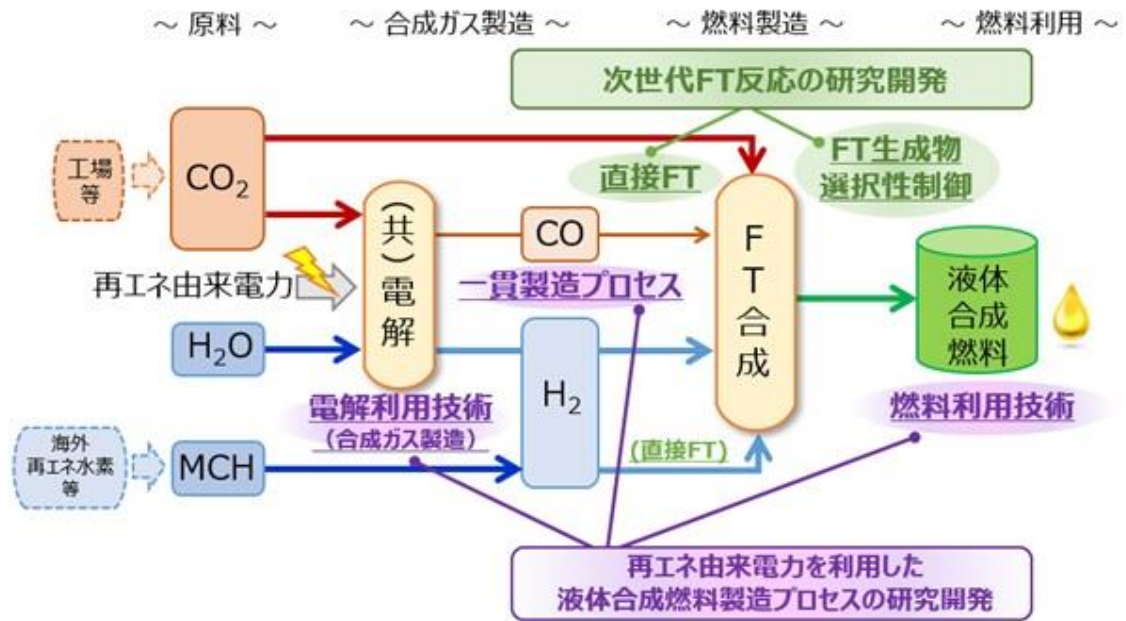 ～ 原料 ～
～ 合成ガス製造 ～
～ 燃料製造 ～
～ 燃料利用 ～
次世代FT反応の研究開発
工場
等
CO2
直接FT
FT生成物
選択性制御
(共)電解
CO
FT合成
再エネ由来電力
一貫製造プロセス
液体
合成
燃料
H2O
H2
電解利用技術
（合成ガス製造）
燃料利用技術
海外
再エネ水素
等
MCH
(直接FT)
再エネ由来電力を利用した
液体合成燃料製造プロセスの研究開発